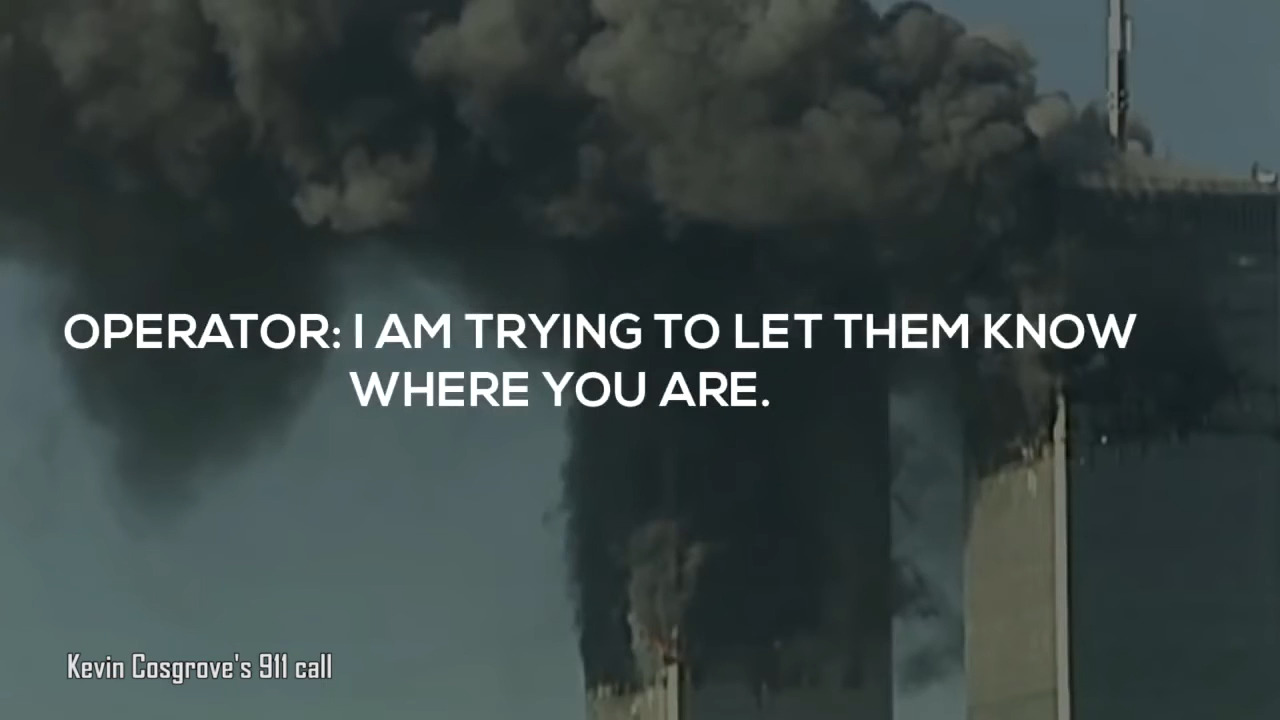 OPERATOR: I AM TRYING TO LET THEM KNOW
WHERE YOU ARE.
Kevin Cosgrove's 911 call